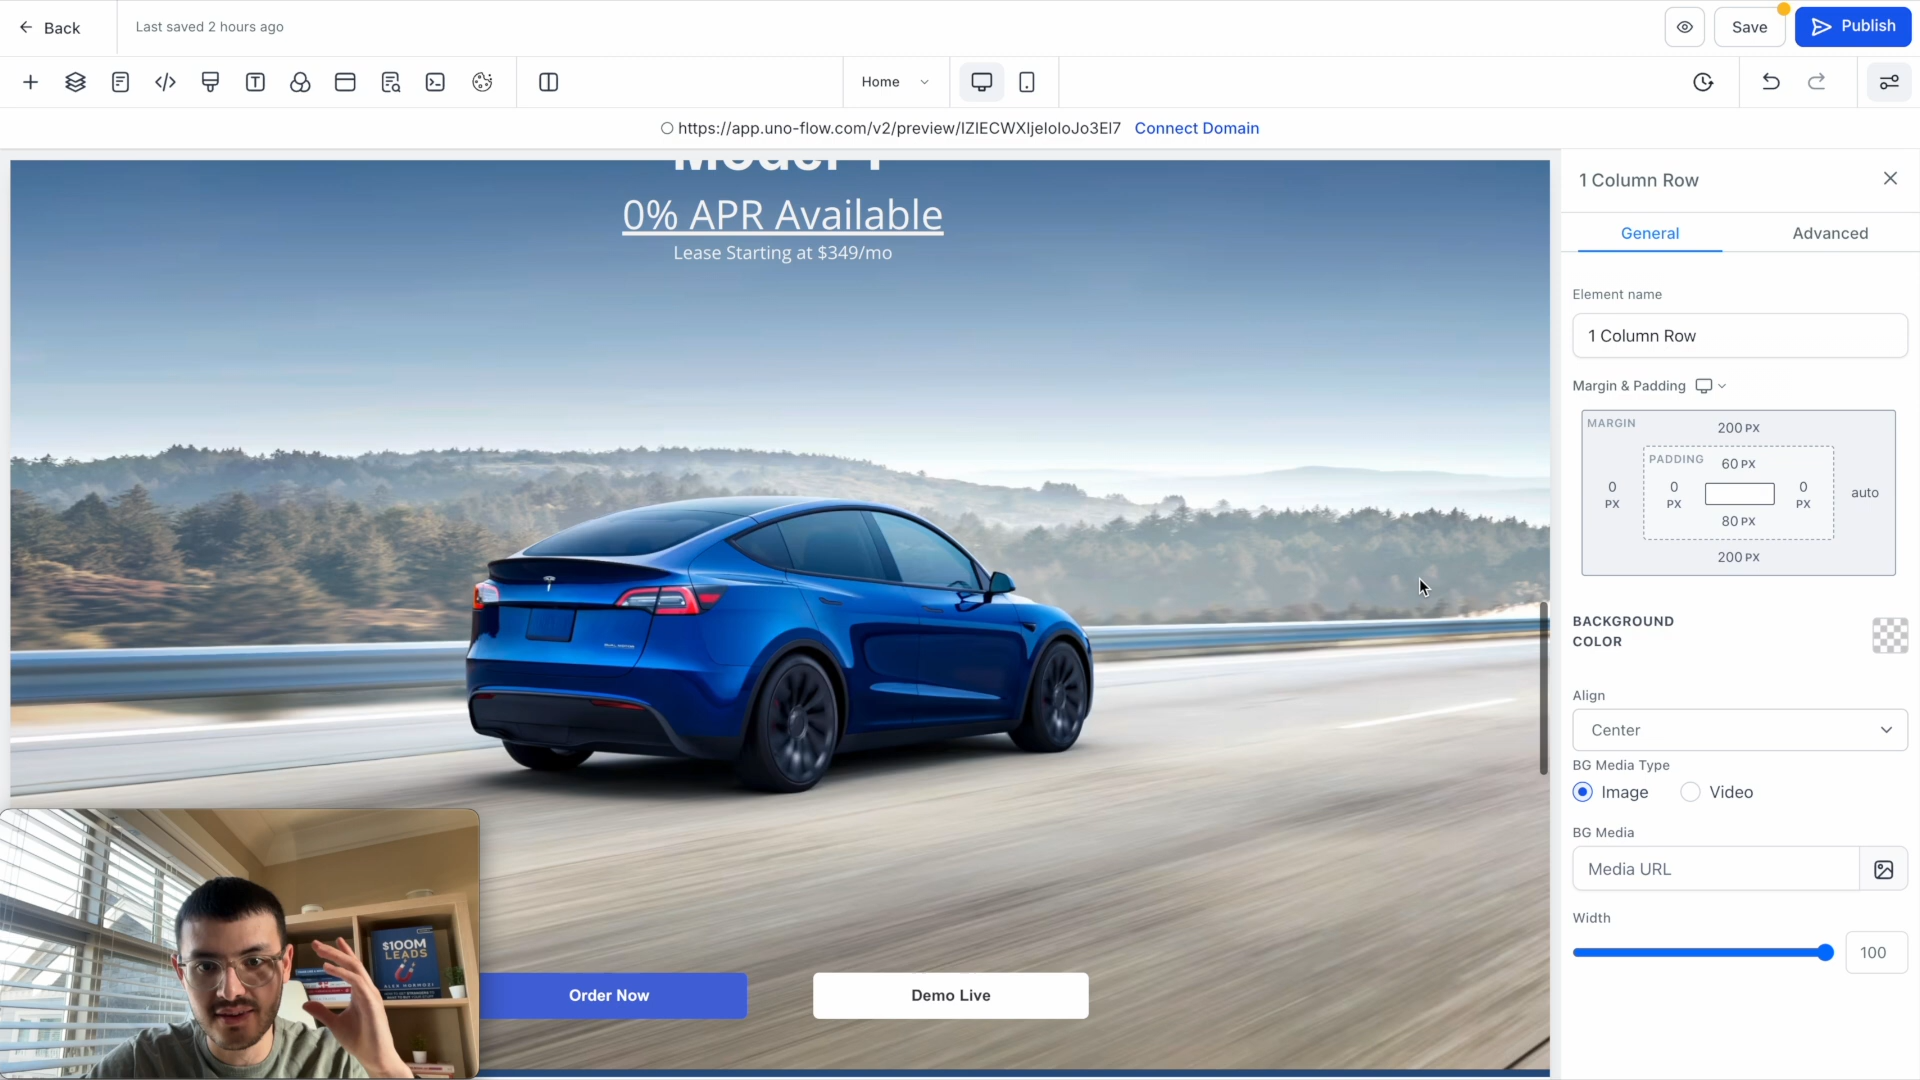 Back
Last saved 2 hours ago
Save
Publish
Home
https://app.uno-flow.com/v2/preview/IZIECWXljeloIoJo3El7 Connect Domain
Model Y
0% APR Available
Lease Starting at $349/mo
Order Now
Demo Live
$100M
LEADS
ALEX HORMOZI
1 Column Row
General
Advanced
Element name
1 Column Row
Margin & Padding
MARGIN
200 PX
PADDING
60 PX
0 PX
0 PX
0 PX
auto
80 PX
200 PX
BACKGROUND
COLOR
Align
Center
BG Media Type
Image
Video
BG Media
Media URL
Width
100